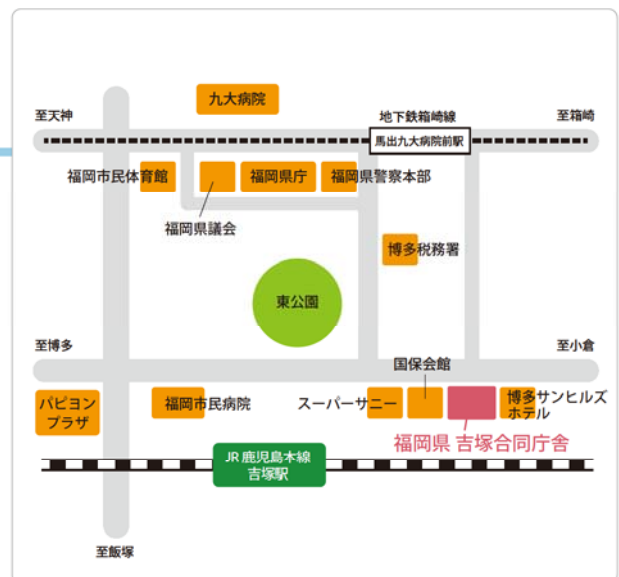 九大病院
至天神
地下鉄箱崎線
至箱崎
馬出九大病院前駅
福岡市民体育館
福岡県庁
福岡県警察本部
福岡県議会
博多税務署
東公園
至博多
至小倉
国保会館
パピヨン
プラザ
福岡市民病院
スーパーサニー
博多サンヒルズ
ホテル
福岡県 吉塚合同庁舎
JR 鹿児島本線
吉塚駅
至飯塚